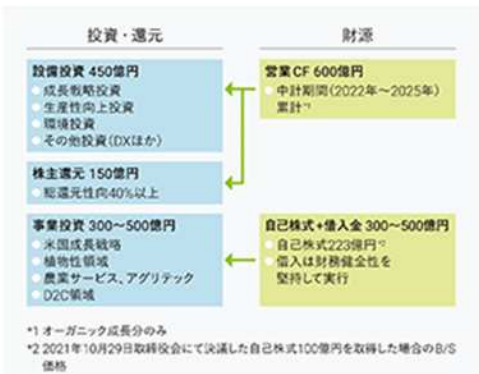 投資・還元
財源
設備投資 450億円
成長戦略投資
生産性向上投資
環境投資
その他投資(DXほか)
株主還元 150億円
総還元性向40%以上
事業投資 300〜500億円
米国成長戦略
植物性領域
農業サービス、アグリテック
D2C領域
営業CF 600億円
中計期間(2022年〜2025年)
累計*1
自己株式+借入金 300〜500億円
自己株式223億円*2
借入は財務健全性を
堅持して実行
*1 オーガニック成長分のみ
*2 2021年10月29日取締役会にて決議した自己株式100億円を取得した場合のB/S
価格